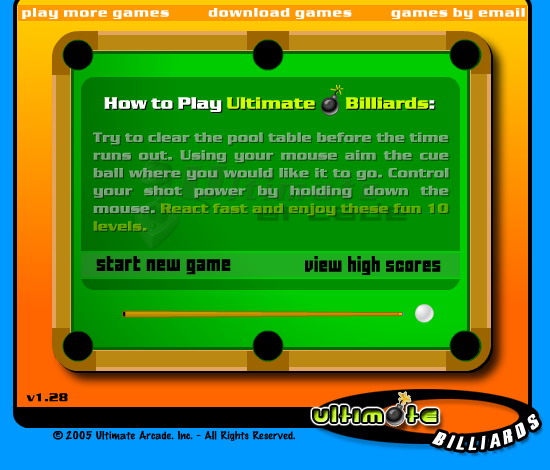 play more games download games games by email
How to Play Ultimate Billiards:
Try to clear the pool table before the time
runs out. Using your mouse aim the cue
ball where you would like it to go. Control
your shot power by holding down the
mouse. React fast and enjoy these fun 10
levels.
start new game view high scores
v1.28
ultimate
BILLIARDS
© 2005 Ultimate Arcade. Inc. - All Rights Reserved.